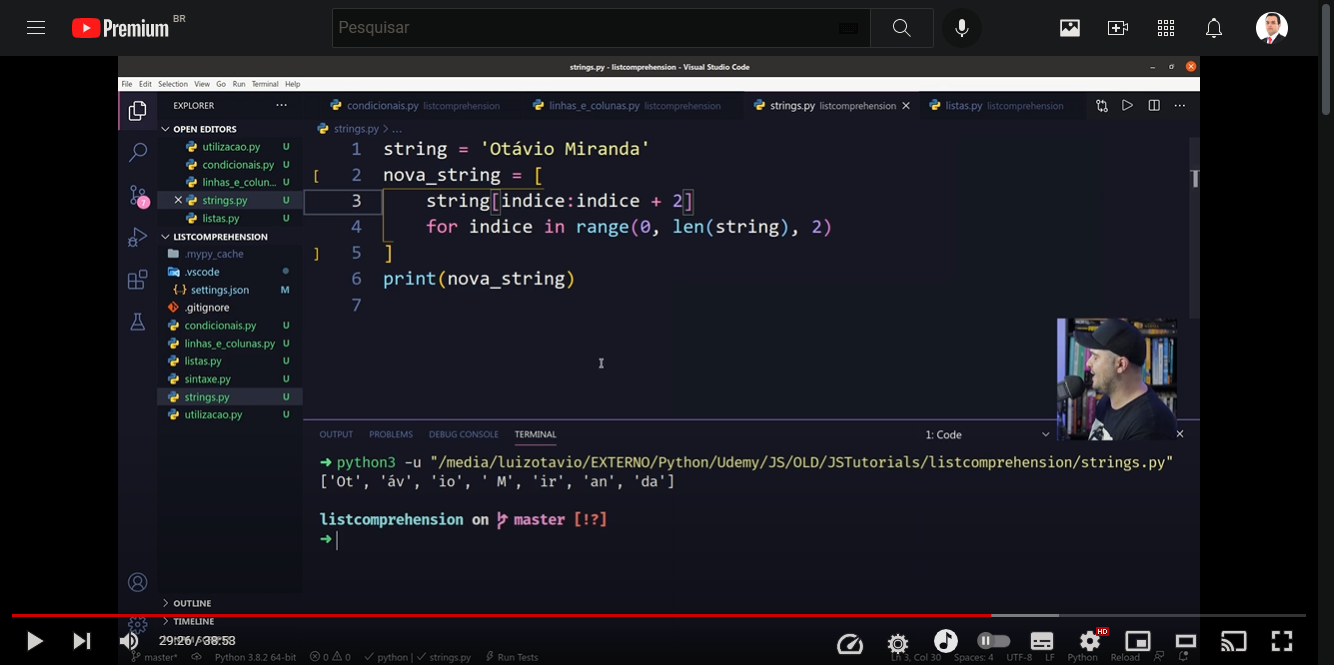 Premium BR
Pesquisar
strings.py - listcomprehension - Visual Studio Code
File Edit Selection View Go Run Terminal Help
EXPLORER
condicionais.py listcomprehension
linhas_e_colunas.py listcomprehension
strings.py listcomprehension
listas.py listcomprehension
OPEN EDITORS
utilizacao.py U
condicionais.py U
linhas_e_colun... U
strings.py U
listas.py U
LISTCOMPREHENSION
.mypy_cache
.vscode
settings.json M
.gitignore
condicionais.py U
linhas_e_colunas.py U
listas.py U
sintaxe.py U
strings.py U
utilizacao.py U
OUTLINE
TIMELINE
7
strings.py > ...
1 string = 'Otávio Miranda'
2 nova_string = [
3 string[indice:indice + 2]
4 for indice in range(0, len(string), 2)
5 ]
6 print(nova_string)
7
OUTPUT PROBLEMS DEBUG CONSOLE TERMINAL
1: Code
➜ python3 -u "/media/luizotavio/EXTERNO/Python/Udemy/JS/OLD/JSTutorials/listcomprehension/strings.py"
['Ot', 'áv', 'io', ' M', 'ir', 'an', 'da']
listcomprehension on master [!?]
➜
29:26 / 38:53
HD
master* Python 3.8.2 64-bit 0 0 python | strings.py Run Tests
Ln 3, Col 30 Spaces: 4 UTF-8 LF Python Reload